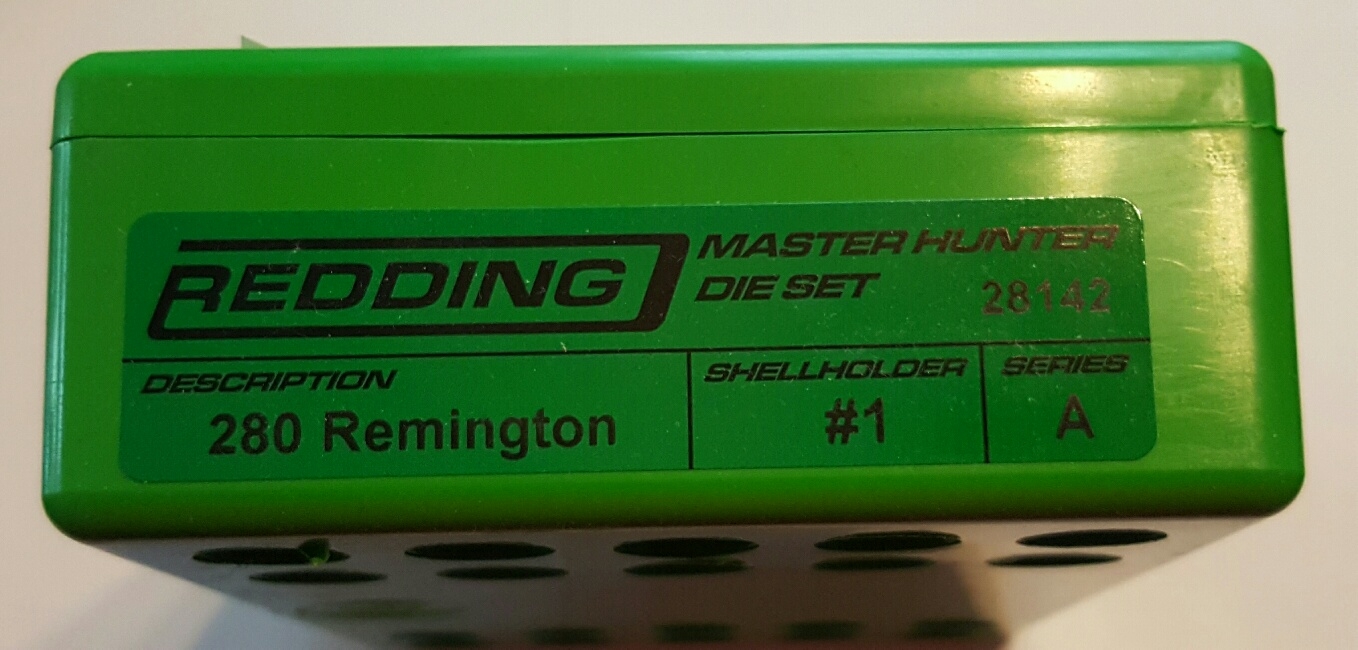 REDDING
MASTER HUNTER
DIE SET
28142
DESCRIPTION
280 Remington
SHELLHOLDER
#1
SERIES
A